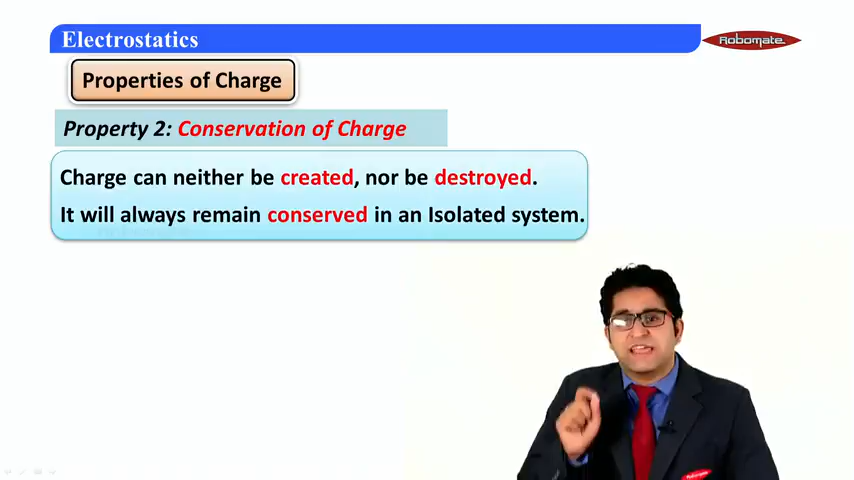 Electrostatics
Robomate
Properties of Charge
Property 2: Conservation of Charge
Charge can neither be created, nor be destroyed.
It will always remain conserved in an Isolated system.
Robomate